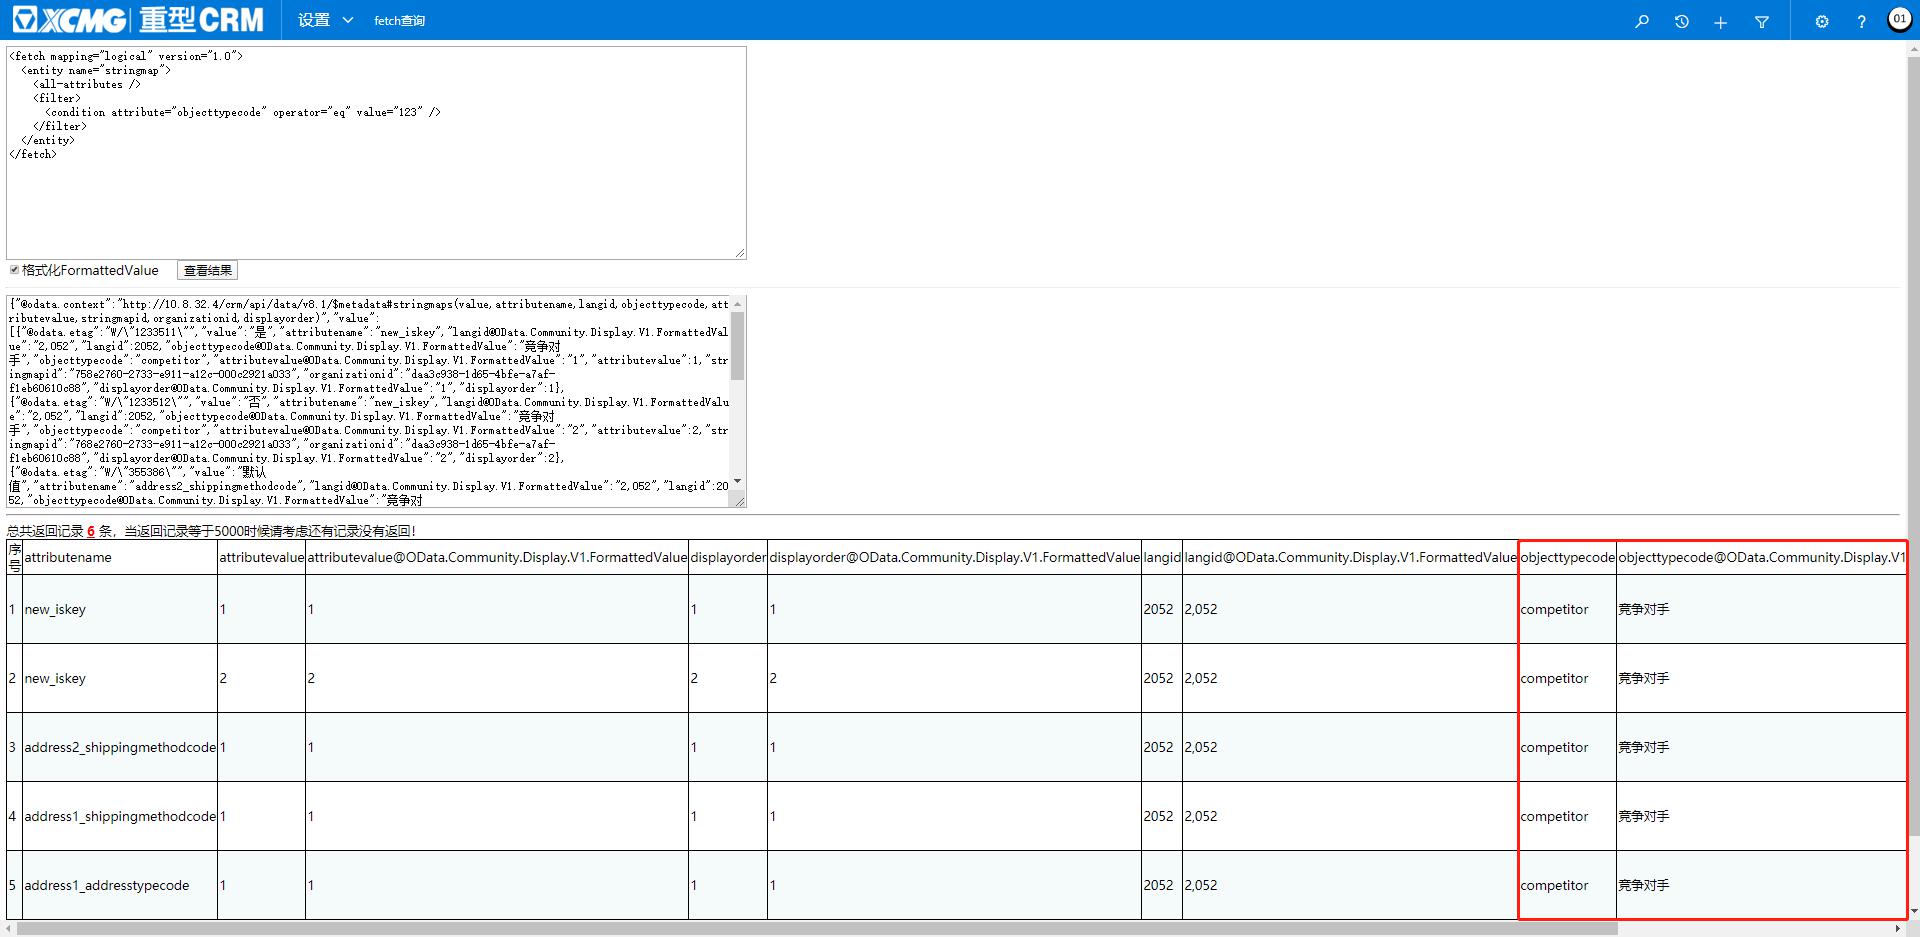 XCMG 重型CRM 设置 fetch查询 ? 01
<fetch mapping="logical" version="1.0">
<entity name="stringmap">
<all-attributes />
<filter>
<condition attribute="objecttypecode" operator="eq" value="123" />
</filter>
</entity>
</fetch>
格式化FormattedValue 查看结果
{"@odata.context":"http://10.8.32.4/crm/api/data/v8.1/$metadata#stringmaps(value,attributename,langid,objecttypecode,att
ributevalue,stringmapid,organizationid,displayorder)","value":
[{"@odata.etag":"W/\"1233511\"","value":"是","attributename":"new_iskey","langid@OData.Community.Display.V1.FormattedVal
ue":"2,052","langid":2052,"objecttypecode@OData.Community.Display.V1.FormattedValue":"竞争对
手","objecttypecode":"competitor","attributevalue@OData.Community.Display.V1.FormattedValue":"1","attributevalue":1,"str
ingmapid":"758e2760-2733-e911-a12c-000c2921a033","organizationid":"daa3c938-1d65-4bfe-a7af-
f1eb60610c88","displayorder@OData.Community.Display.V1.FormattedValue":"1","displayorder":1},
{"@odata.etag":"W/\"1233512\"","value":"否","attributename":"new_iskey","langid@OData.Community.Display.V1.FormattedValu
e":"2,052","langid":2052,"objecttypecode@OData.Community.Display.V1.FormattedValue":"竞争对
手","objecttypecode":"competitor","attributevalue@OData.Community.Display.V1.FormattedValue":"2","attributevalue":2,"str
ingmapid":"768e2760-2733-e911-a12c-000c2921a033","organizationid":"daa3c938-1d65-4bfe-a7af-
f1eb60610c88","displayorder@OData.Community.Display.V1.FormattedValue":"2","displayorder":2},
{"@odata.etag":"W/\"355386\"","value":"默认
值","attributename":"address2_shippingmethodcode","langid@OData.Community.Display.V1.FormattedValue":"2,052","langid":20
52,"objecttypecode@OData.Community.Display.V1.FormattedValue":"竞争对
总共返回记录 6 条，当返回记录等于5000时候请考虑还有记录没有返回!
序号 attributename attributevalue attributevalue@OData.Community.Display.V1.FormattedValue displayorder displayorder@OData.Community.Display.V1.FormattedValue langid langid@OData.Community.Display.V1.FormattedValue objecttypecode objecttypecode@OData.Community.Display.V1
1 new_iskey 1 1 1 1 2052 2,052 competitor 竞争对手
2 new_iskey 2 2 2 2 2052 2,052 competitor 竞争对手
3 address2_shippingmethodcode 1 1 1 1 2052 2,052 competitor 竞争对手
4 address1_shippingmethodcode 1 1 1 1 2052 2,052 competitor 竞争对手
5 address1_addresstypecode 1 1 1 1 2052 2,052 competitor 竞争对手